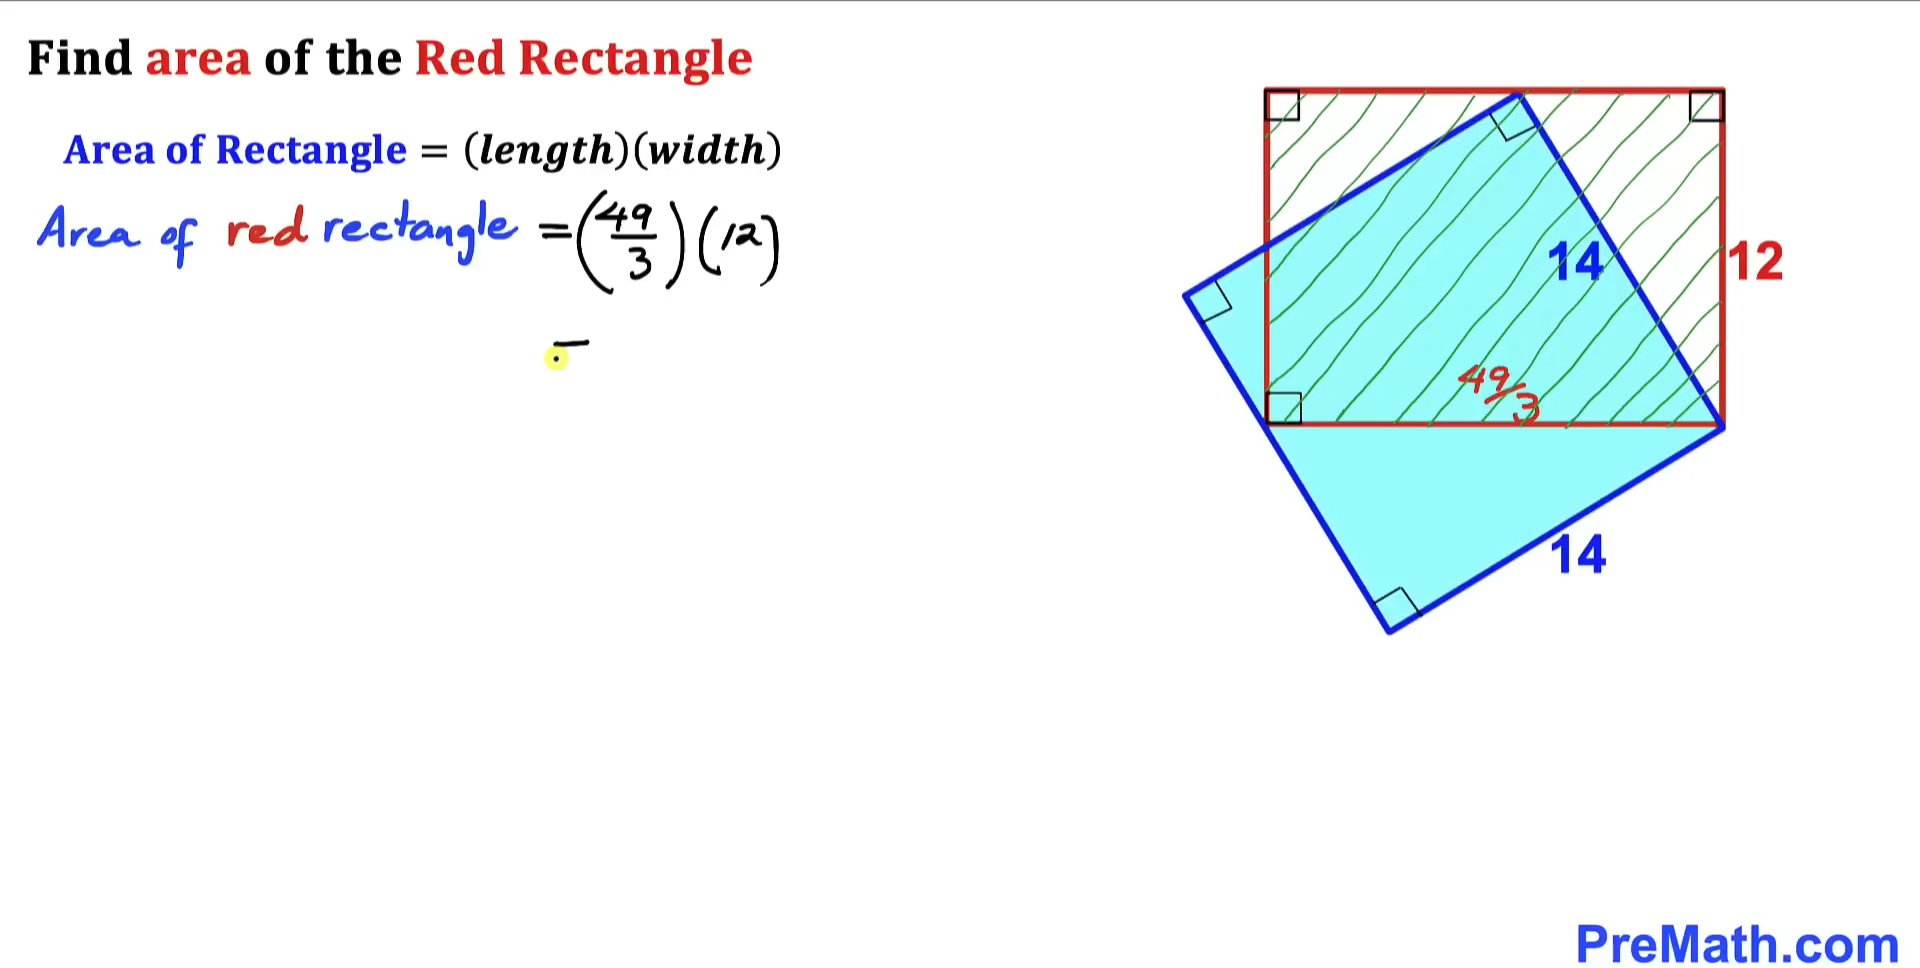 Find area of the Red Rectangle
Area of Rectangle = (length)(width)
Area of red rectangle = (49/3)(12)
14
12
49/3
14
PreMath.com